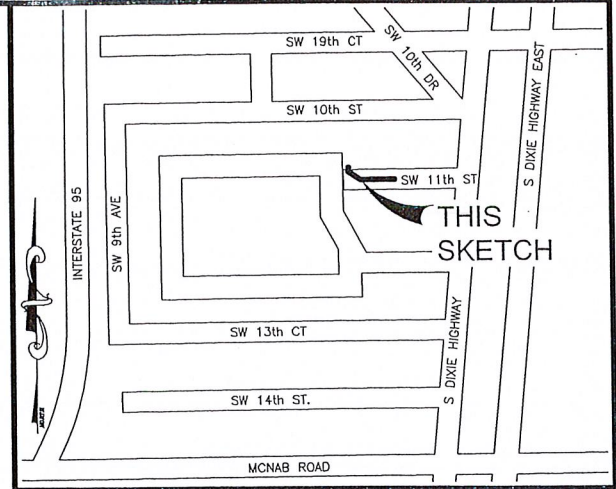 SW 19th CT
SW 10th DR
SW 10th ST
S DIXIE HIGHWAY EAST
INTERSTATE 95
SW 9th AVE
SW 11th ST
THIS
SKETCH
SW 13th CT
S DIXIE HIGHWAY
SW 14th ST.
MCNAB ROAD